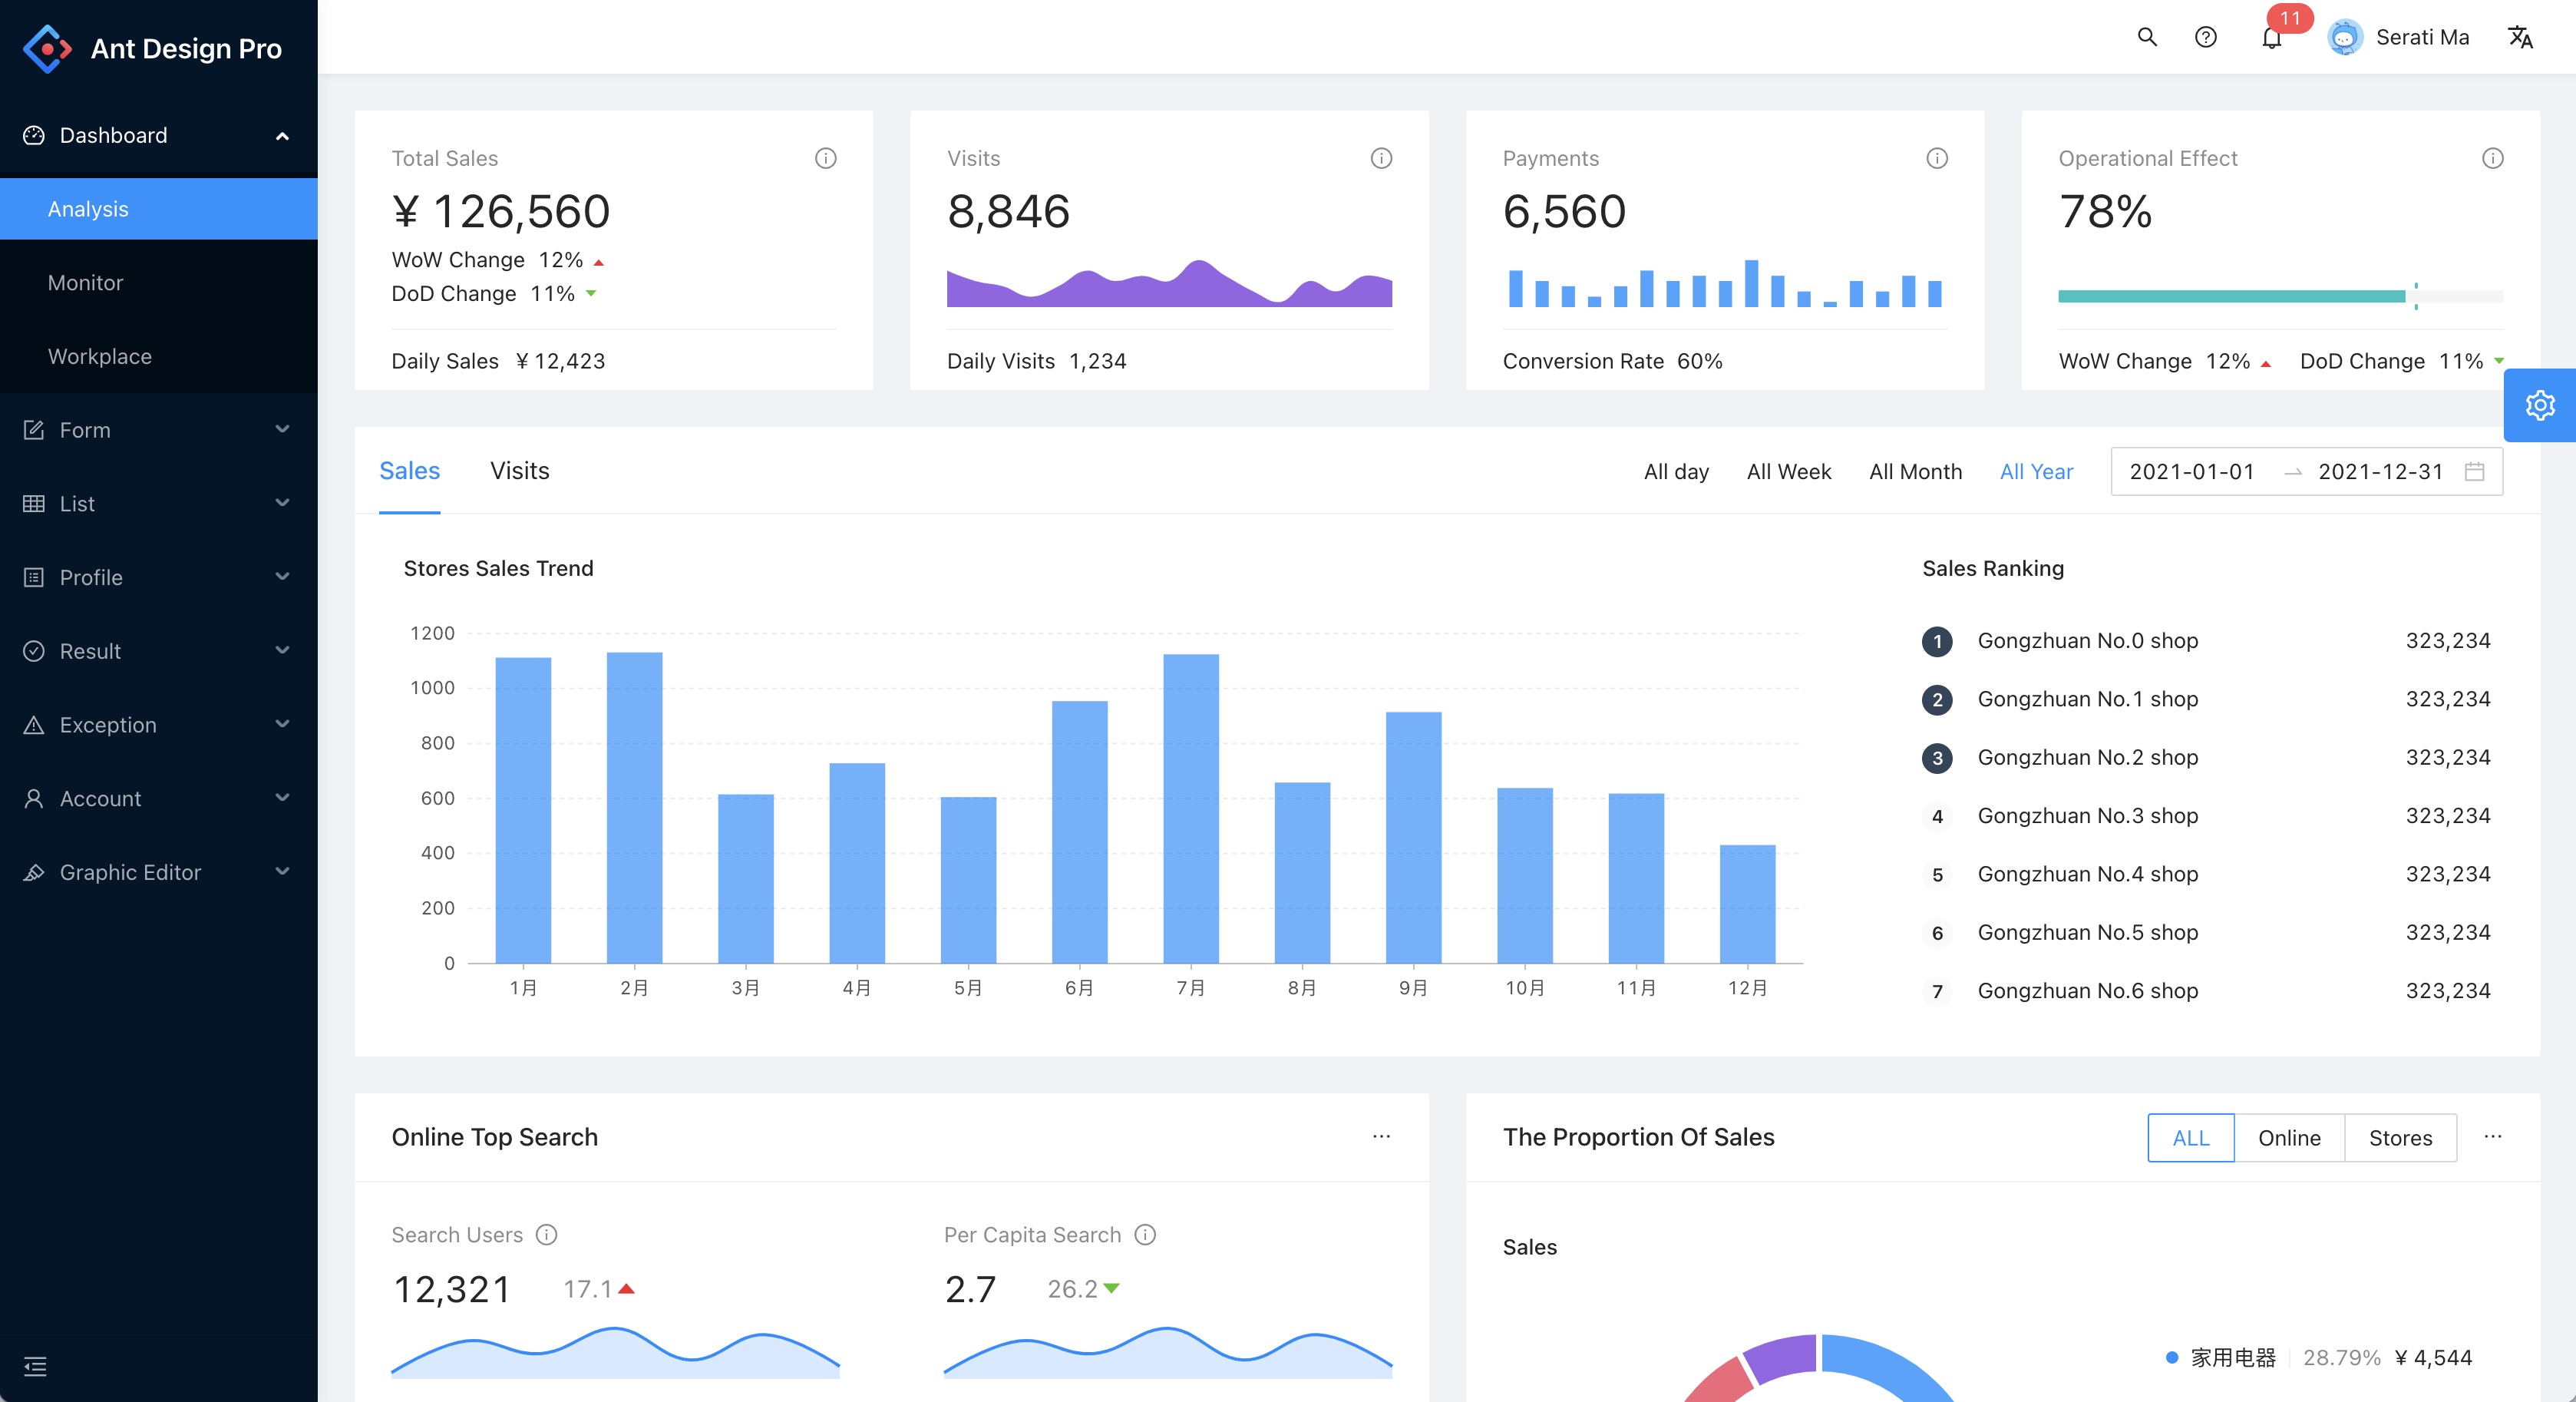 Ant Design Pro
11
Serati Ma
Dashboard
Analysis
Monitor
Workplace
Form
List
Profile
Result
Exception
Account
Graphic Editor
Total Sales
¥ 126,560
WoW Change 12%
DoD Change 11%
Daily Sales ¥ 12,423
Visits
8,846
Daily Visits 1,234
Payments
6,560
Conversion Rate 60%
Operational Effect
78%
WoW Change 12% DoD Change 11%
Sales Visits
All day All Week All Month All Year 2021-01-01 → 2021-12-31
Stores Sales Trend
1200
1000
800
600
400
200
0
1月 2月 3月 4月 5月 6月 7月 8月 9月 10月 11月 12月
Sales Ranking
1 Gongzhuan No.0 shop 323,234
2 Gongzhuan No.1 shop 323,234
3 Gongzhuan No.2 shop 323,234
4 Gongzhuan No.3 shop 323,234
5 Gongzhuan No.4 shop 323,234
6 Gongzhuan No.5 shop 323,234
7 Gongzhuan No.6 shop 323,234
Online Top Search
Search Users
12,321 17.1
Per Capita Search
2.7 26.2
The Proportion Of Sales
ALL Online Stores
Sales
家用电器 28.79% ¥ 4,544